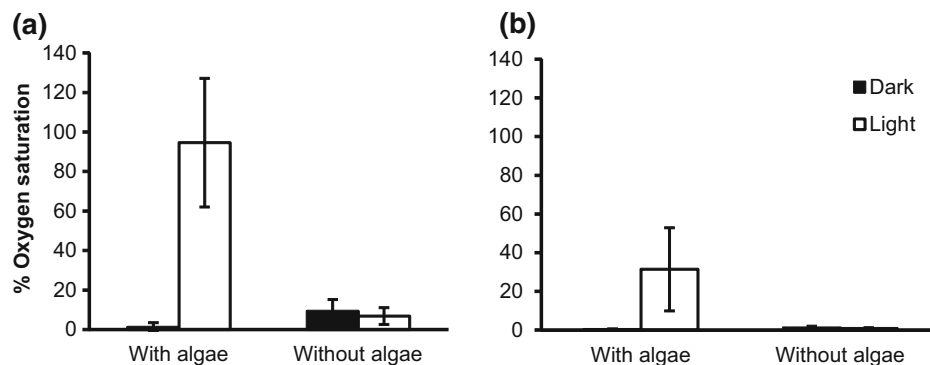 (a)
% Oxygen saturation
140
120
100
80
60
40
20
0
With algae
Without algae
(b)
140
120
100
80
60
40
20
0
With algae
Without algae
Dark
Light